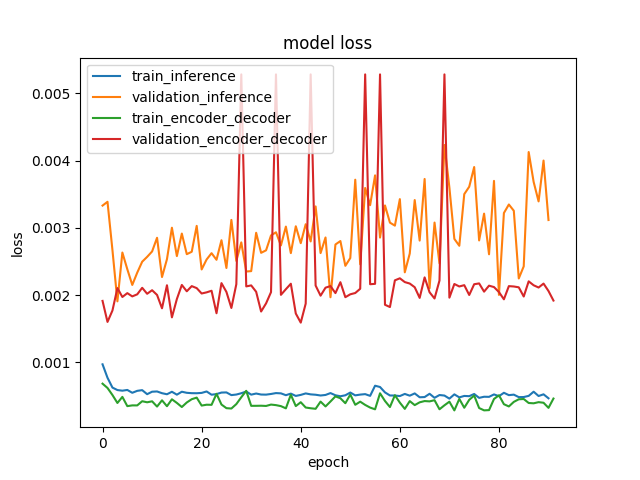 model loss
train_inference
validation_inference
train_encoder_decoder
validation_encoder_decoder
loss
0.005
0.004
0.003
0.002
0.001
0 20 40 60 80
epoch